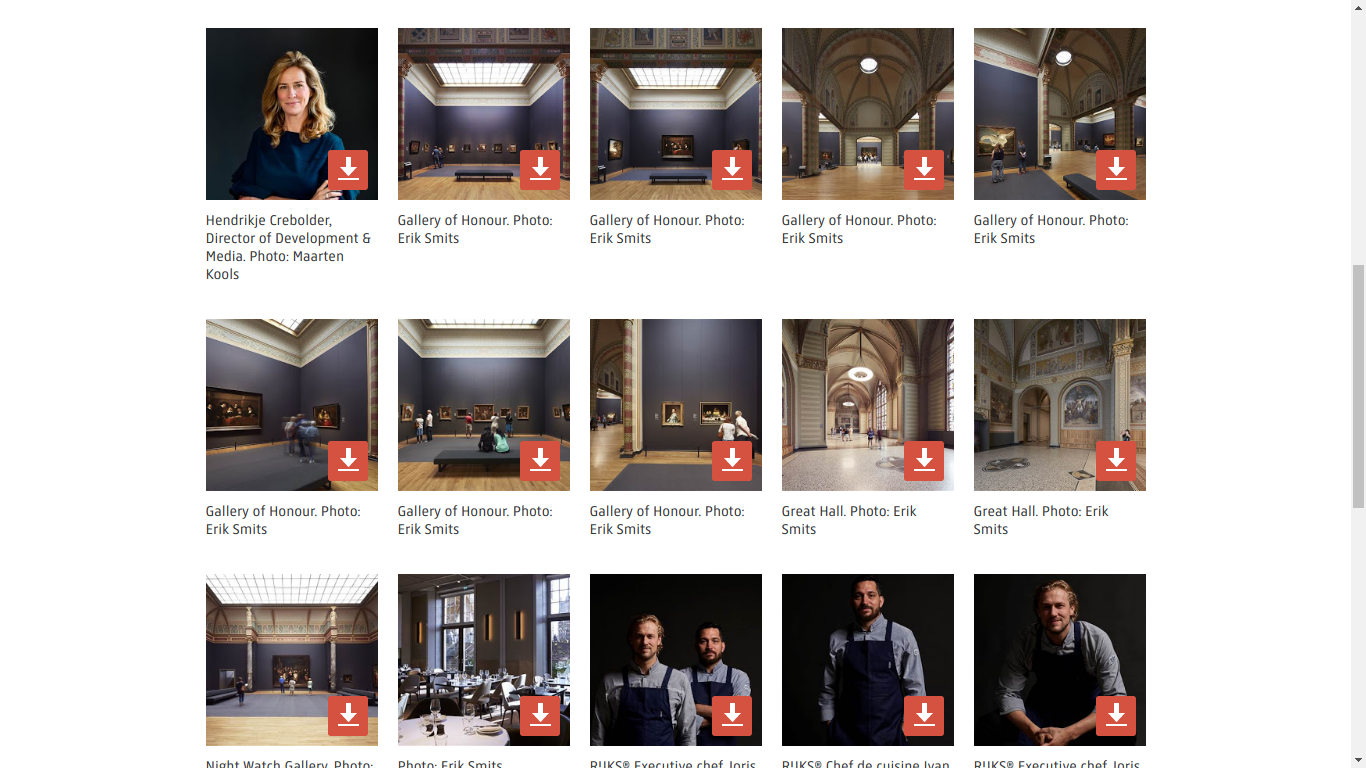 Hendrikje Crebolder,
Director of Development &
Media. Photo: Maarten
Kools
Gallery of Honour. Photo:
Erik Smits
Gallery of Honour. Photo:
Erik Smits
Gallery of Honour. Photo:
Erik Smits
Gallery of Honour. Photo:
Erik Smits
Gallery of Honour. Photo:
Erik Smits
Gallery of Honour. Photo:
Erik Smits
Gallery of Honour. Photo:
Erik Smits
Great Hall. Photo: Erik
Smits
Great Hall. Photo: Erik
Smits
Night Watch Gallery. Photo:
Photo: Erik Smits
RIJKS® Executive chef Joris
RIJKS® Chef de cuisine Ivan
RIJKS® Executive chef Joris